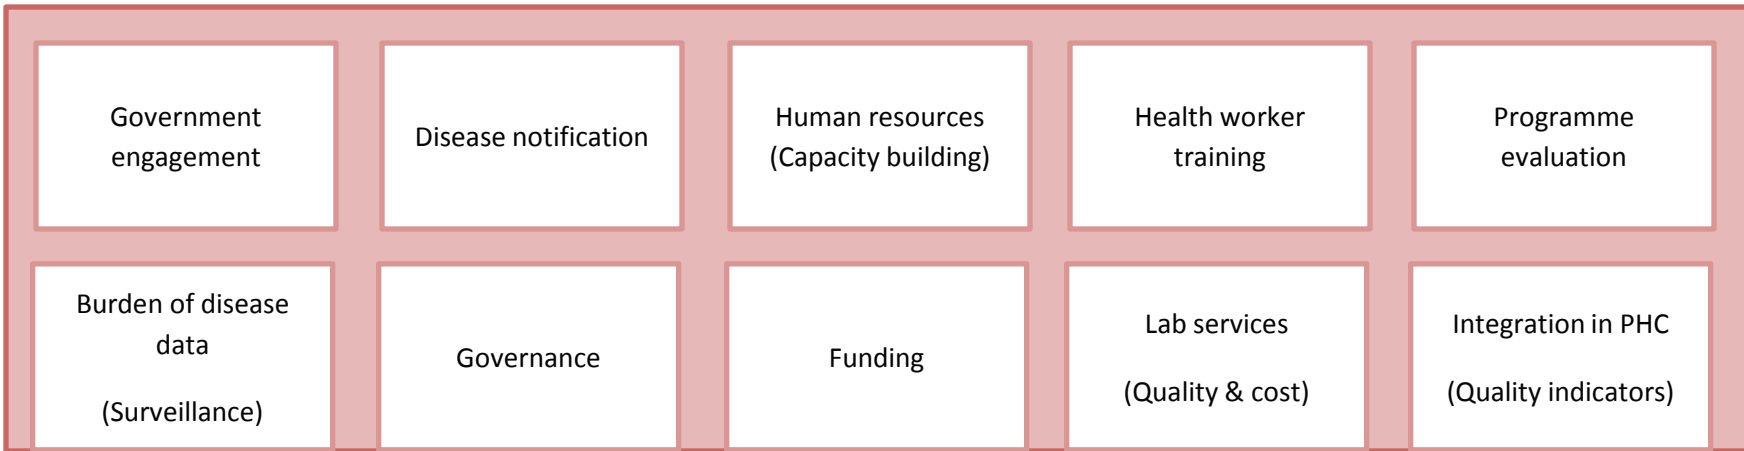 Government
engagement
Disease notification
Human resources
(Capacity building)
Health worker
training
Programme
evaluation
Burden of disease
data
(Surveillance)
Governance
Funding
Lab services
(Quality & cost)
Integration in PHC
(Quality indicators)